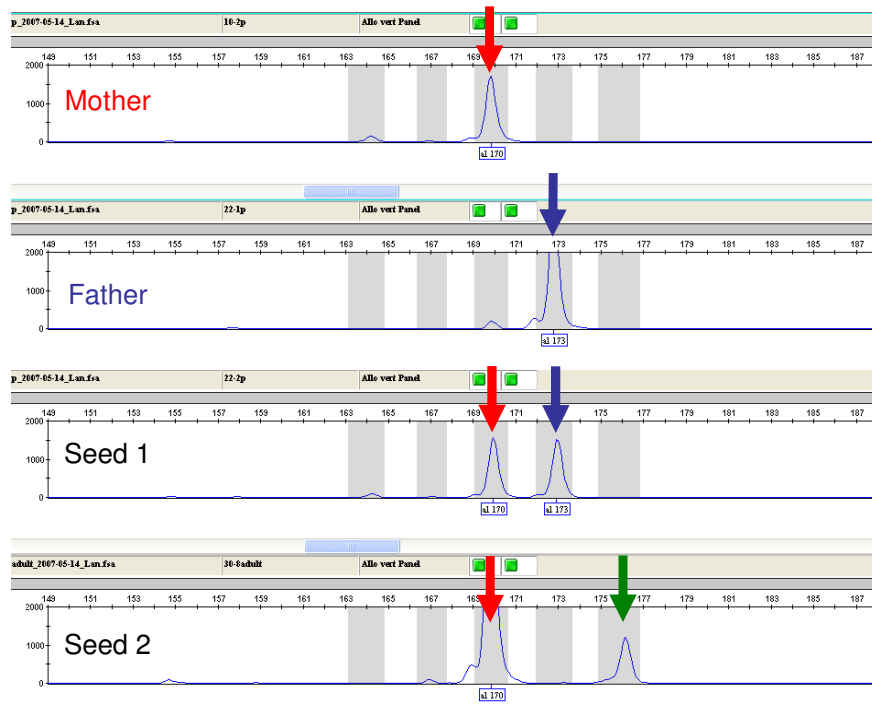 p_2007-05-14_Lan.fsa 10-2p Allo vert Panel
149 151 153 155 157 159 161 163 165 167 169 171 173 175 177 179 181 183 185 187
2000
1000
0
Mother
al 170
p_2007-05-14_Lan.fsa 22-1p Allo vert Panel
149 151 153 155 157 159 161 163 165 167 169 171 173 175 177 179 181 183 185 187
2000
1000
0
Father
al 173
p_2007-05-14_Lan.fsa 22-2p Allo vert Panel
149 151 153 155 157 159 161 163 165 167 169 171 173 175 177 179 181 183 185 187
2000
1000
0
Seed 1
al 170 al 173
adult_2007-05-14_Lan.fsa 30-8adult Allo vert Panel
149 151 153 155 157 159 161 163 165 167 169 171 173 175 177 179 181 183 185 187
2000
1000
0
Seed 2
al 170